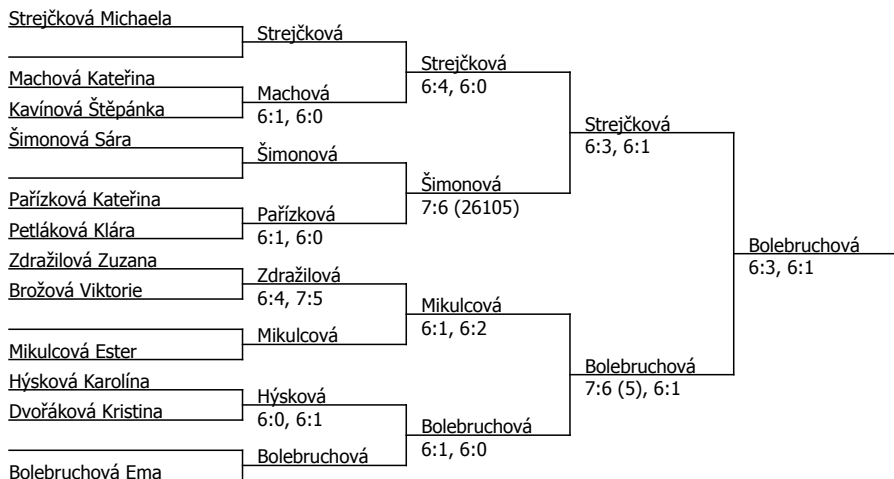 Strejčková Michaela
Machová Kateřina
Kavínová Štěpánka
Šimonová Sára
Pařízková Kateřina
Petláková Klára
Zdražilová Zuzana
Brožová Viktorie
Mikulcová Ester
Hýsková Karolína
Dvořáková Kristina
Bolebruchová Ema
Strejčková
Machová
6:1, 6:0
Šimonová
Pařízková
6:1, 6:0
Zdražilová
6:4, 7:5
Mikulcová
Hýsková
6:0, 6:1
Bolebruchová
Strejčková
6:4, 6:0
Šimonová
7:6 (26105)
Mikulcová
6:1, 6:2
Bolebruchová
6:1, 6:0
Strejčková
6:3, 6:1
Bolebruchová
7:6 (5), 6:1
Bolebruchová
6:3, 6:1